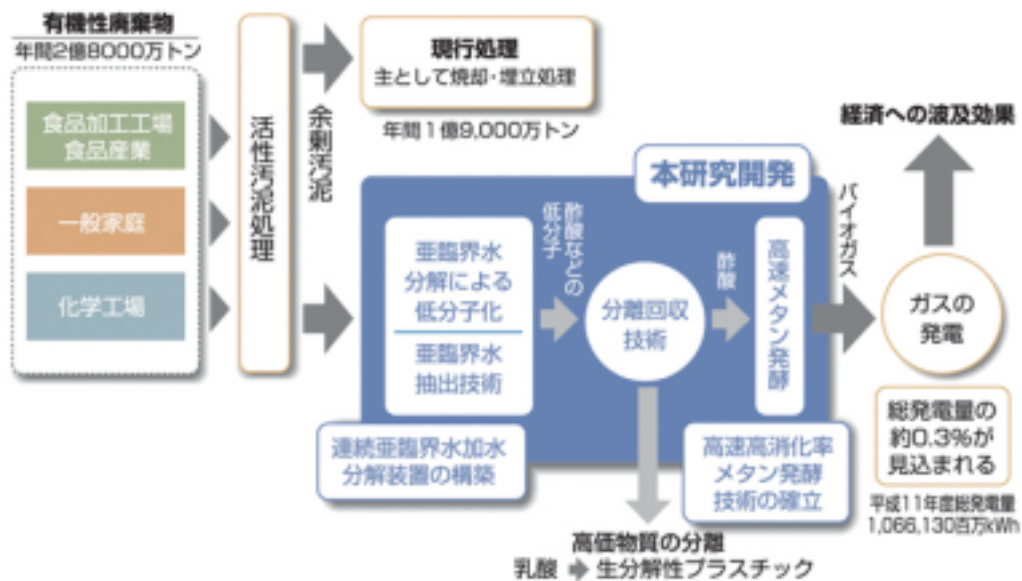 有機性廃棄物
年間2億8000万トン
食品加工工場
食品産業
一般家庭
化学工場
活性汚泥処理
余剰汚泥
現行処理
主として焼却・埋立処理
年間1億9,000万トン
本研究開発
亜臨界水
分解による
低分子化
亜臨界水
抽出技術
連続亜臨界水加水
分解装置の構築
酢酸などの
低分子
分離回収
技術
酢酸
高速メタン発酵
高速高消化率
メタン発酵
技術の確立
高価物質の分離
乳酸 ➡ 生分解性プラスチック
バイオガス
経済への波及効果
ガスの
発電
総発電量の
約0.3%が
見込まれる
平成11年度総発電量
1,066,130百万kWh